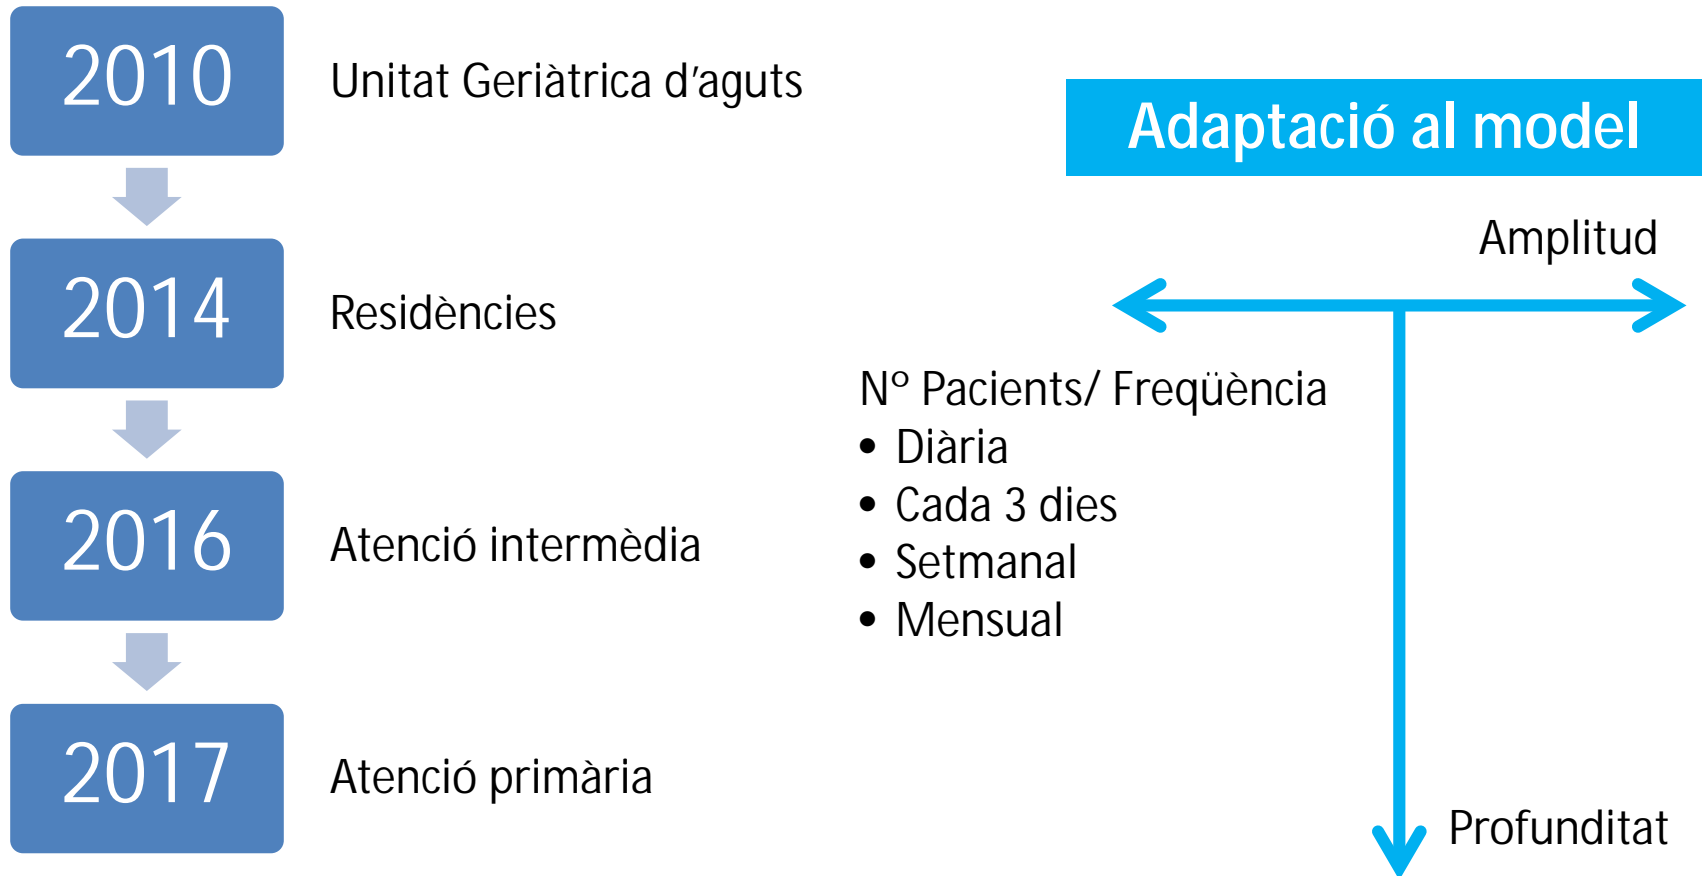 2010
Unitat Geriàtrica d’aguts
2014
Residències
2016
Atenció intermèdia
2017
Atenció primària
Adaptació al model
Amplitud
Nº Pacients/ Freqüència
• Diària
• Cada 3 dies
• Setmanal
• Mensual
Profunditat